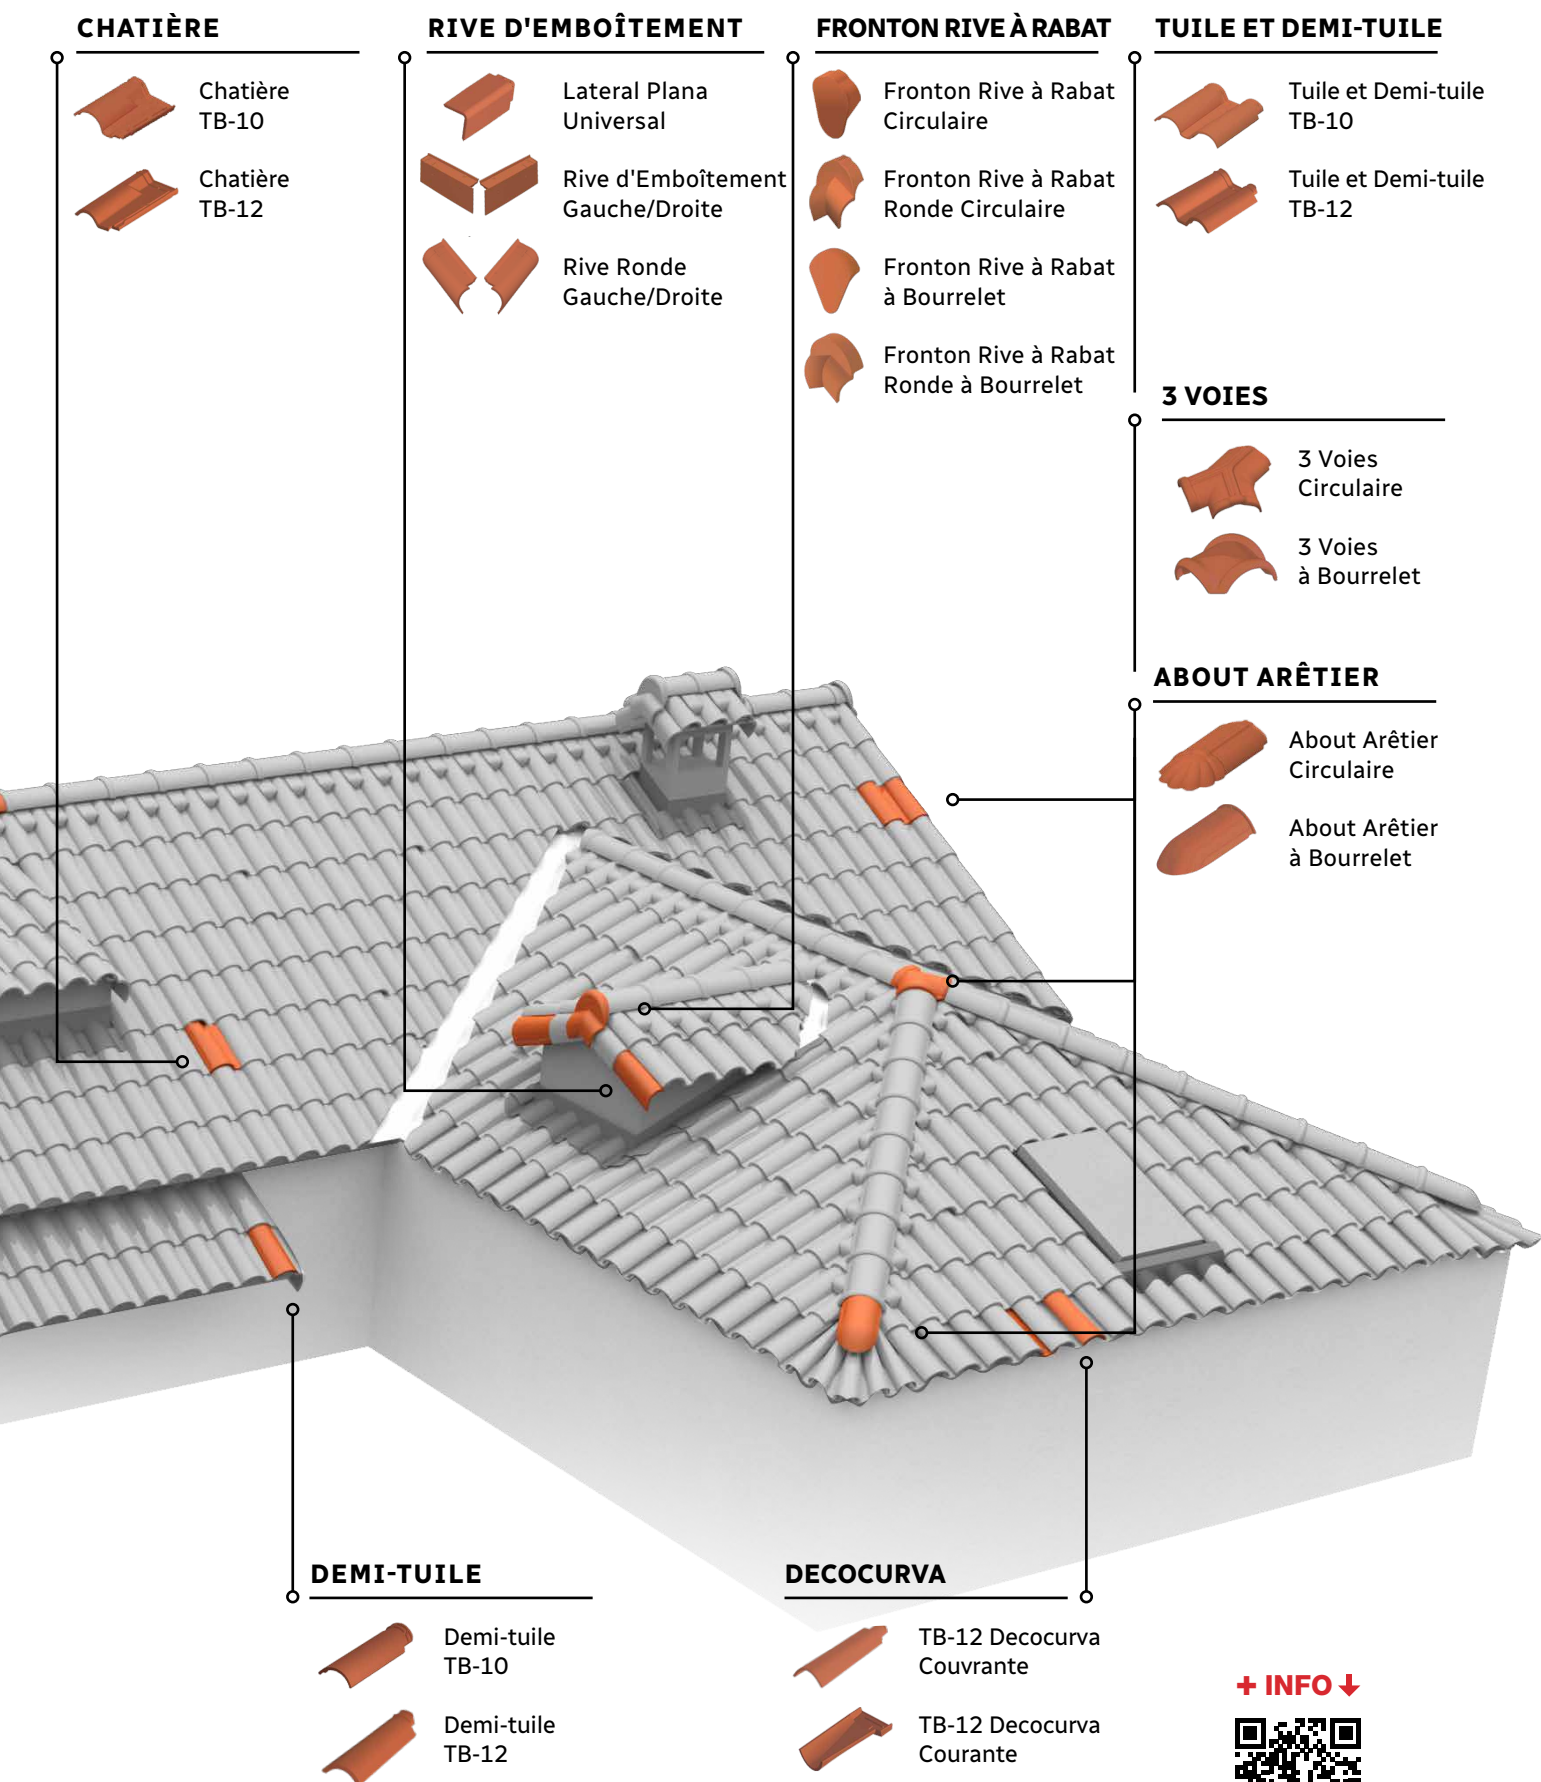 CHATIÈRE
Chatière
TB-10
Chatière
TB-12
RIVE D'EMBOÎTEMENT
Lateral Plana
Universal
Rive d'Emboîtement
Gauche/Droite
Rive Ronde
Gauche/Droite
FRONTON RIVE À RABAT
Fronton Rive à Rabat
Circulaire
Fronton Rive à Rabat
Ronde Circulaire
Fronton Rive à Rabat
à Bourrelet
Fronton Rive à Rabat
Ronde à Bourrelet
TUILE ET DEMI-TUILE
Tuile et Demi-tuile
TB-10
Tuile et Demi-tuile
TB-12
3 VOIES
3 Voies
Circulaire
3 Voies
à Bourrelet
ABOUT ARÊTIER
About Arêtier
Circulaire
About Arêtier
à Bourrelet
DEMI-TUILE
Demi-tuile
TB-10
Demi-tuile
TB-12
DECOCURVA
TB-12 Decocurva
Couvrante
TB-12 Decocurva
Courante
+ INFO